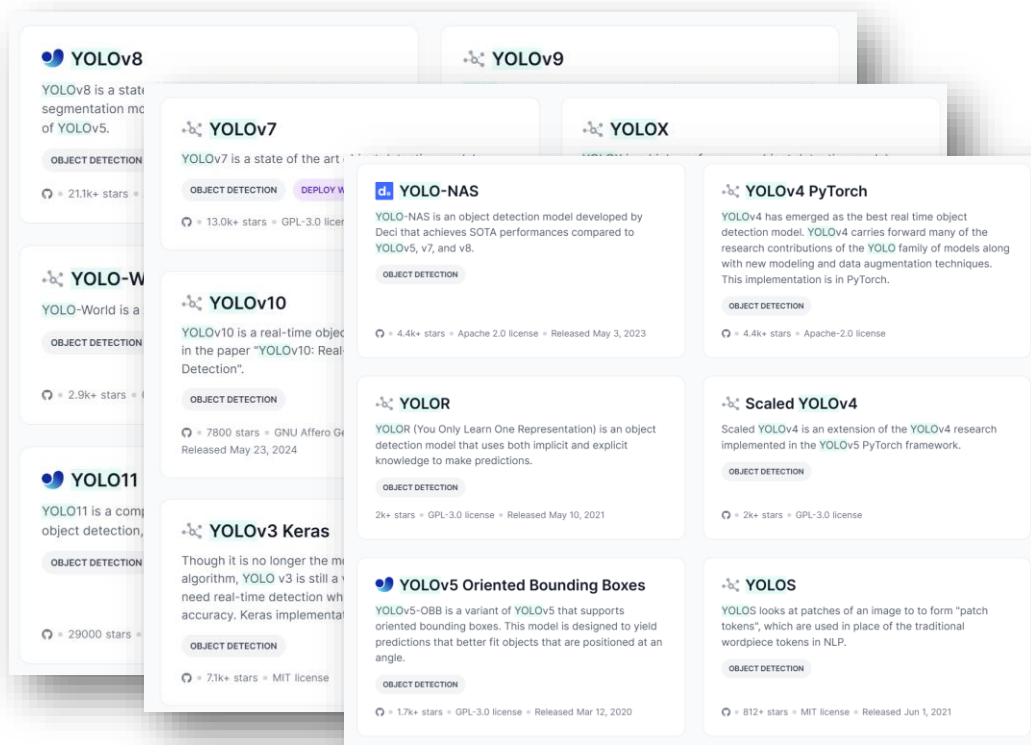 YOLOv8
YOLOv8 is a state
segmentation mo
of YOLOv5.
OBJECT DETECTION
21.1k+ stars
YOLOv9
YOLO-W
YOLO-World is a
OBJECT DETECTION
2.9k+ stars
YOLO11
YOLO11 is a comp
object detection,
OBJECT DETECTION
29000 stars
YOLOv7
YOLOv7 is a state of the art
OBJECT DETECTION DEPLOY W
13.0k+ stars GPL-3.0 licen
YOLOX
YOLOv10
YOLOv10 is a real-time objec
in the paper "YOLOv10: Real-
Detection".
OBJECT DETECTION
7800 stars GNU Affero Ge
Released May 23, 2024
YOLOv3 Keras
Though it is no longer the mo
algorithm, YOLO v3 is still a v
need real-time detection wh
accuracy. Keras implementat
OBJECT DETECTION
7.1k+ stars MIT license
d. YOLO-NAS
YOLO-NAS is an object detection model developed by
Deci that achieves SOTA performances compared to
YOLOv5, v7, and v8.
OBJECT DETECTION
4.4k+ stars Apache 2.0 license Released May 3, 2023
YOLOv4 PyTorch
YOLOv4 has emerged as the best real time object
detection model. YOLOv4 carries forward many of the
research contributions of the YOLO family of models along
with new modeling and data augmentation techniques.
This implementation is in PyTorch.
OBJECT DETECTION
4.4k+ stars Apache-2.0 license
YOLOR
YOLOR (You Only Learn One Representation) is an object
detection model that uses both implicit and explicit
knowledge to make predictions.
OBJECT DETECTION
2k+ stars GPL-3.0 license Released May 10, 2021
Scaled YOLOv4
Scaled YOLOv4 is an extension of the YOLOv4 research
implemented in the YOLOv5 PyTorch framework.
OBJECT DETECTION
2k+ stars GPL-3.0 license
YOLOv5 Oriented Bounding Boxes
YOLOv5-OBB is a variant of YOLOv5 that supports
oriented bounding boxes. This model is designed to yield
predictions that better fit objects that are positioned at an
angle.
OBJECT DETECTION
1.7k+ stars GPL-3.0 license Released Mar 12, 2020
YOLOS
YOLOS looks at patches of an image to to form "patch
tokens", which are used in place of the traditional
wordpiece tokens in NLP.
OBJECT DETECTION
812+ stars MIT license Released Jun 1, 2021